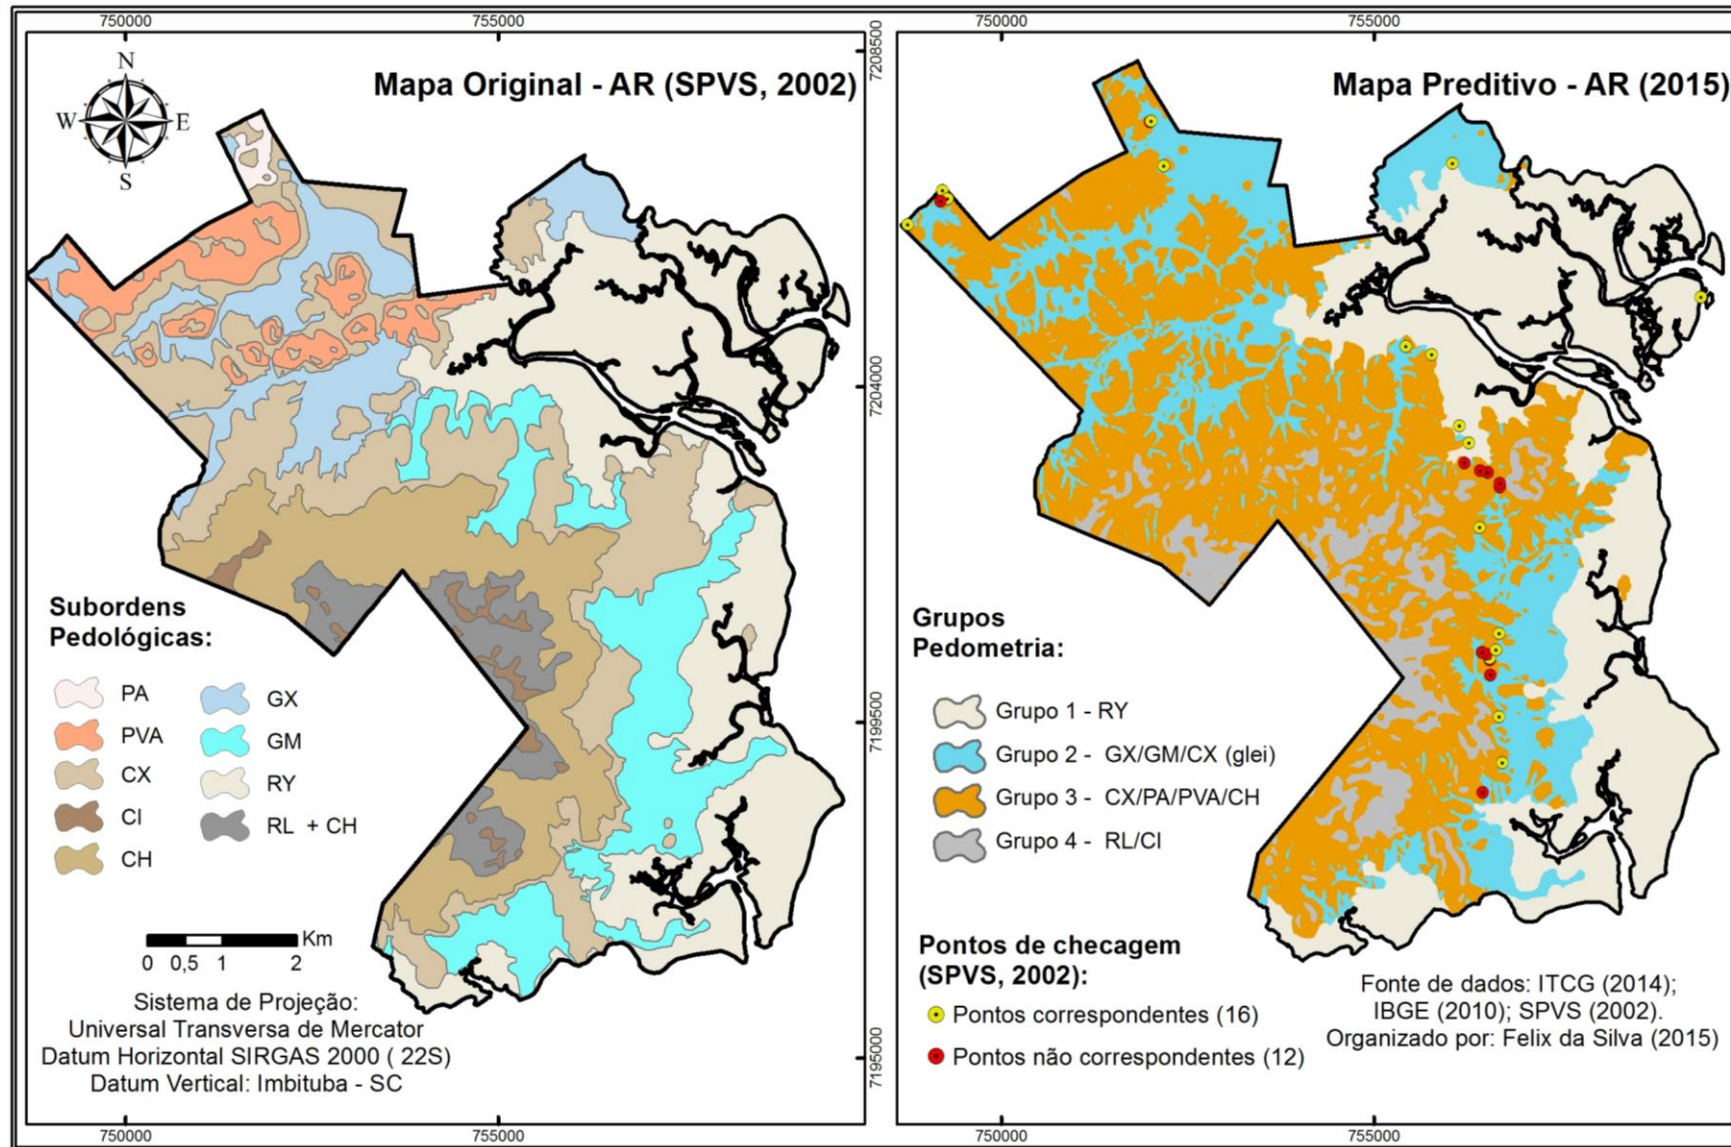 750000
755000
750000
755000
7208500
7204000
7199500
7195000
Mapa Original - AR (SPVS, 2002)
N
W
E
S
Subordens
Pedológicas:
PA
PVA
CX
CI
CH
GX
GM
RY
RL + CH
Km
0 0,5 1 2
Sistema de Projeção:
Universal Transversa de Mercator
Datum Horizontal SIRGAS 2000 ( 22S)
Datum Vertical: Imbituba - SC
750000
755000
Mapa Preditivo - AR (2015)
Grupos
Pedometria:
Grupo 1 - RY
Grupo 2 - GX/GM/CX (glei)
Grupo 3 - CX/PA/PVA/CH
Grupo 4 - RL/CI
Pontos de checagem
(SPVS, 2002):
Pontos correspondentes (16)
Pontos não correspondentes (12)
Fonte de dados: ITCG (2014);
IBGE (2010); SPVS (2002).
Organizado por: Felix da Silva (2015)
750000
755000